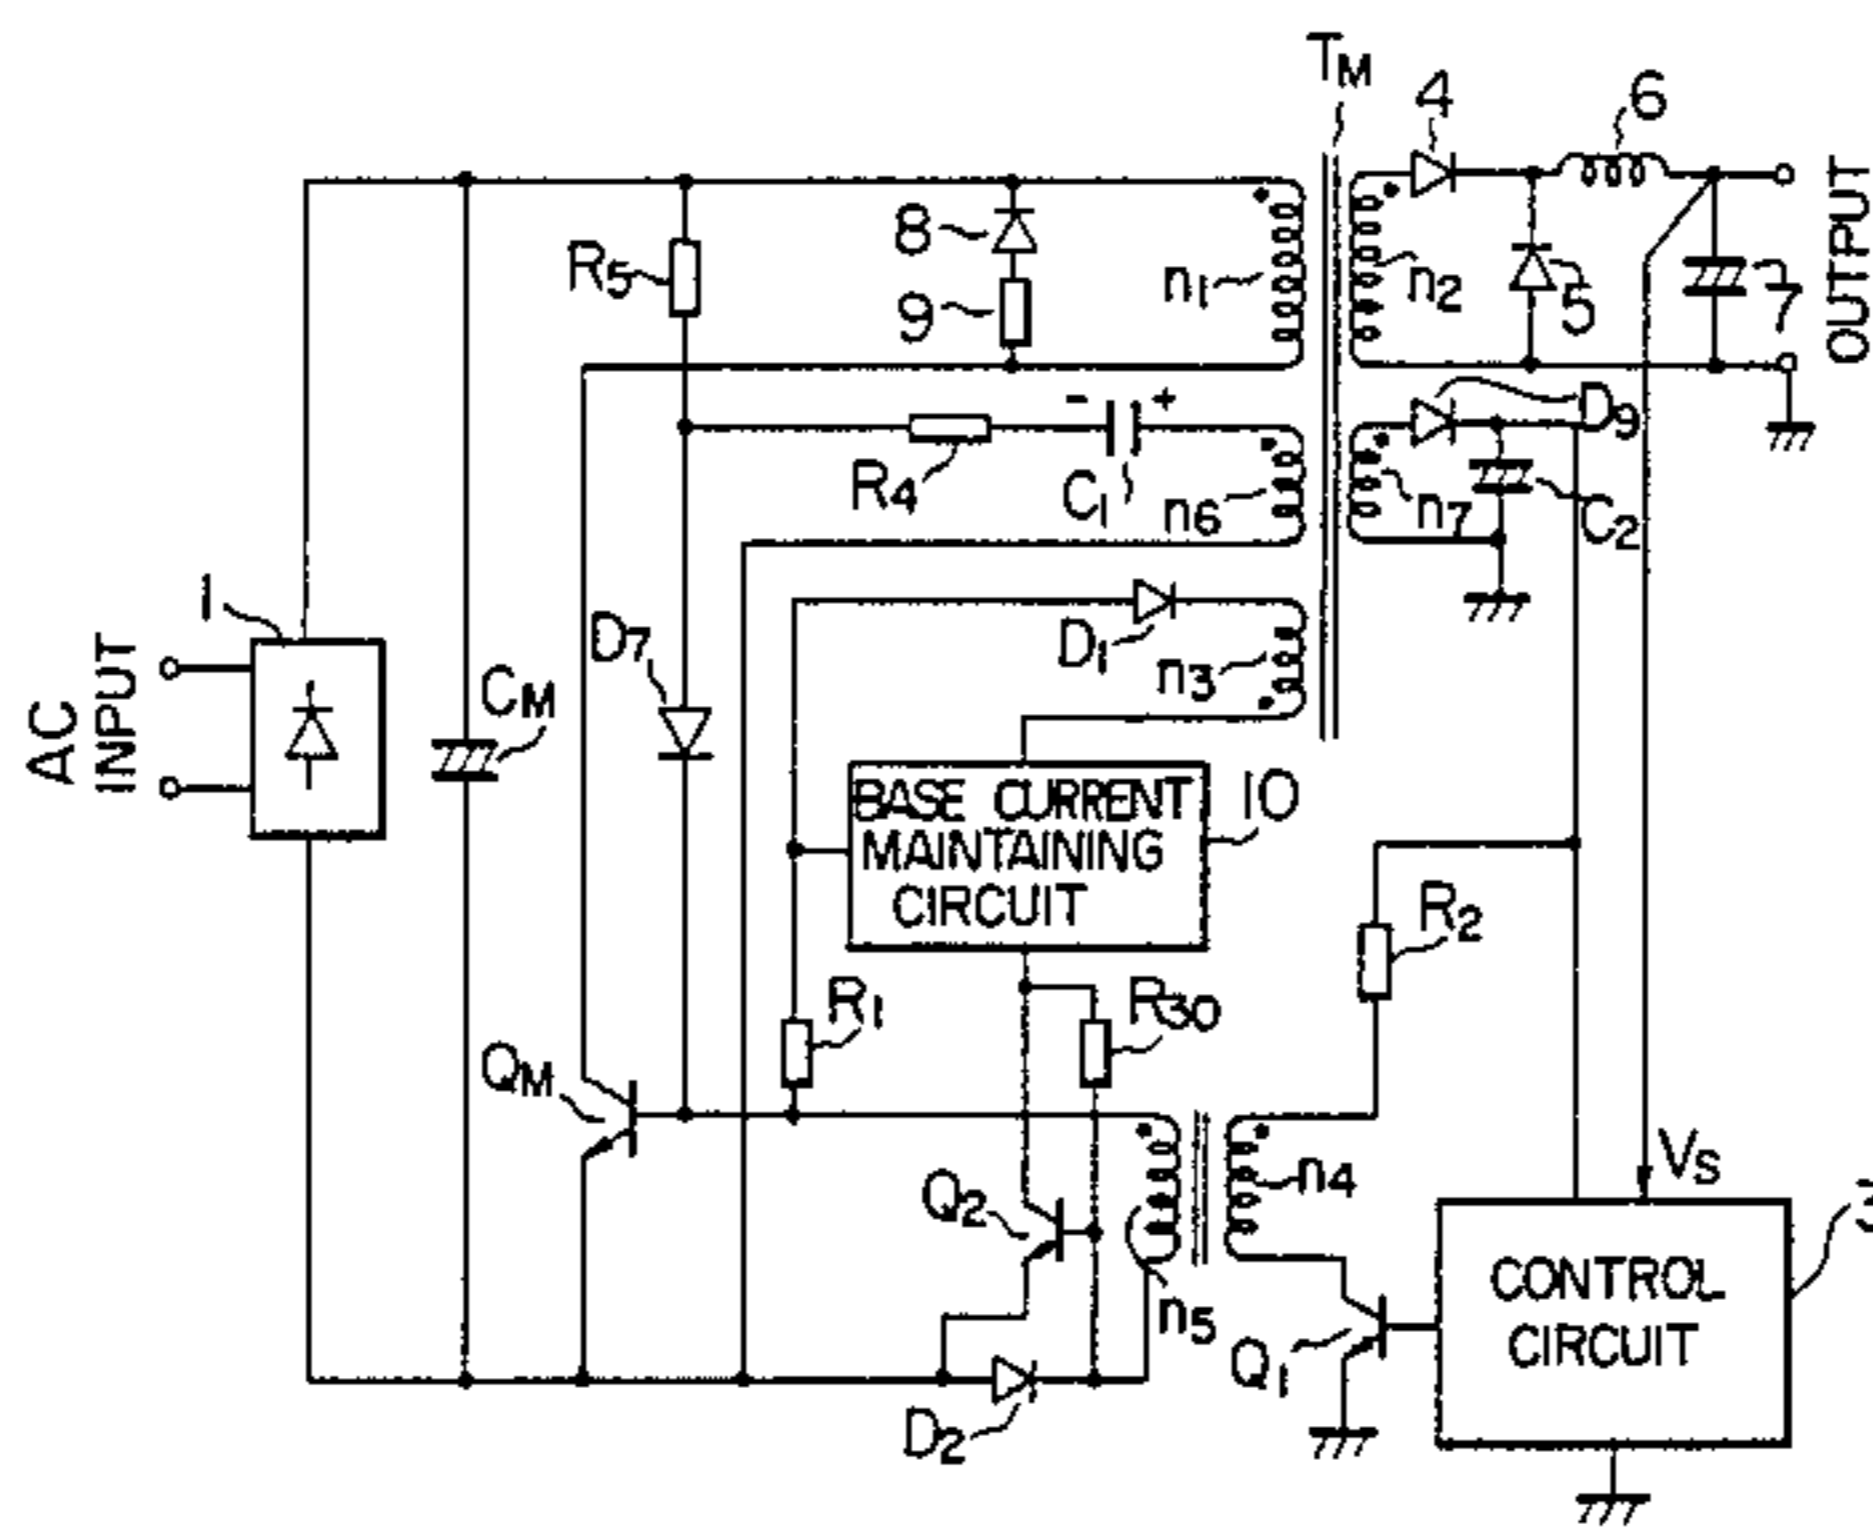 T_M
4
6
OUTPUT
8
R5
9
n1
n2
5
7
- +
D9
R4
C1
n6
n7
C2
1
D7
D1
n3
AC
INPUT
CM
BASE CURRENT
MAINTAINING
CIRCUIT
10
R2
R1
R30
QM
Q2
n4
VS
n5
3
CONTROL
CIRCUIT
Q1
D2